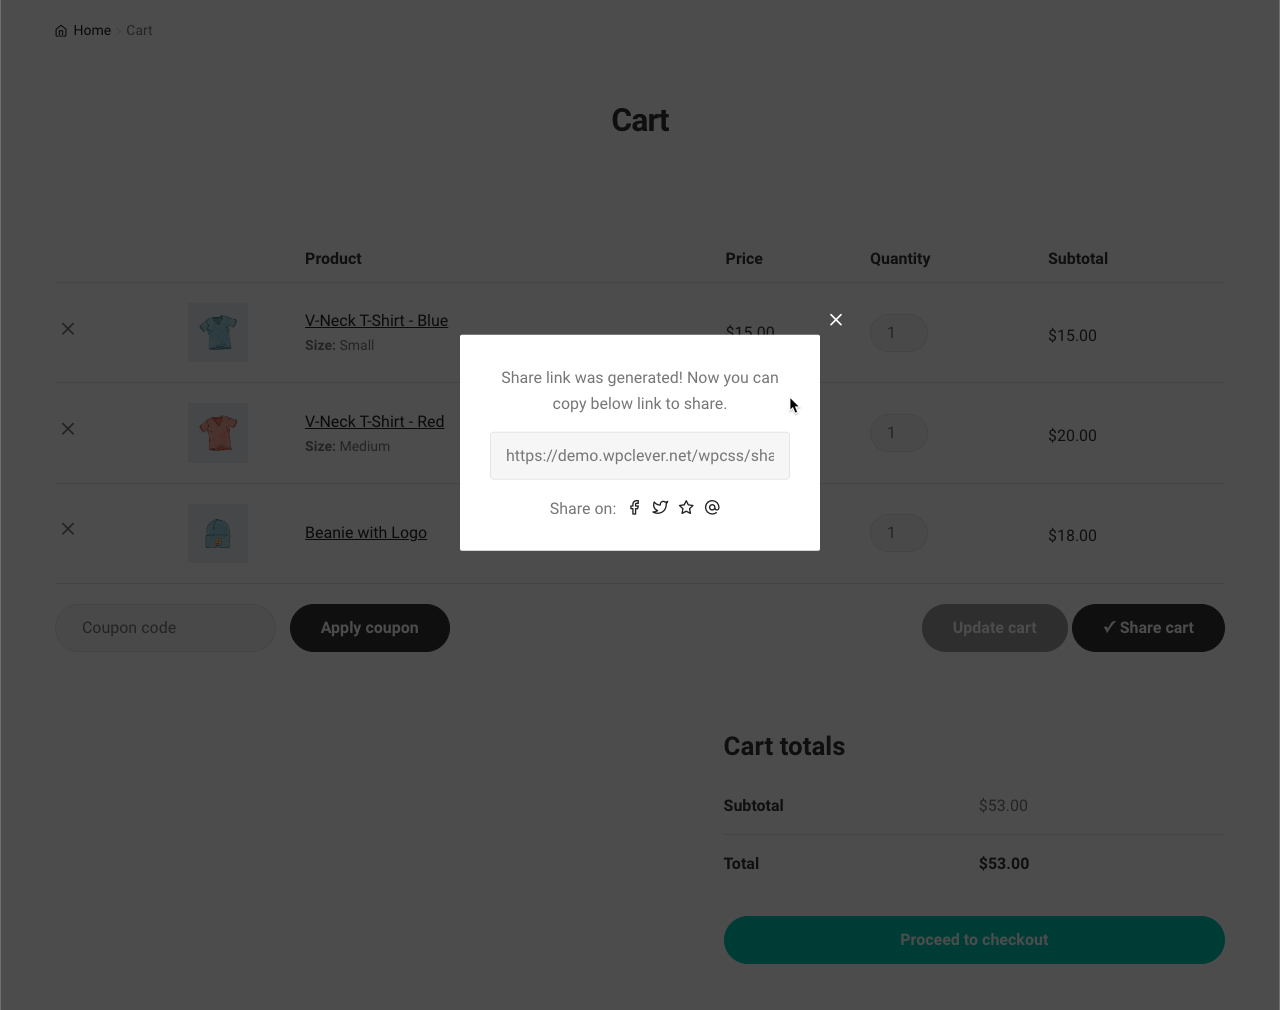 Home › Cart
Cart
Product Price Quantity Subtotal
V-Neck T-Shirt - Blue $15.00 1 $15.00
Size: Small
V-Neck T-Shirt - Red 1 $20.00
Size: Medium
Beanie with Logo 1 $18.00
Share link was generated! Now you can
copy below link to share.
https://demo.wpclever.net/wpcss/sha
Share on:
Coupon code Apply coupon Update cart ✓ Share cart
Cart totals
Subtotal $53.00
Total $53.00
Proceed to checkout